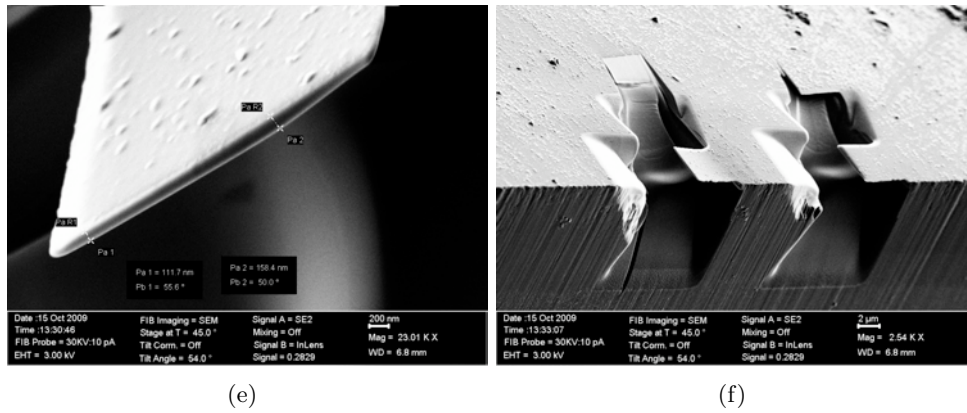 Pa R2
Pa 2
Pa R1
Pa 1
Pa 1 = 111.7 nm
Pb 1 = 55.6°
Pa 2 = 158.4 nm
Pb 2 = 50.0°
Date :15 Oct 2009
Time :13:30:46
FIB Probe = 30KV:10 pA
EHT = 3.00 kV
FIB Imaging = SEM
Stage at T = 45.0°
Tilt Corrn. = Off
Tilt Angle = 54.0°
Signal A = SE2
Mixing = Off
Signal B = InLens
Signal = 0.2829
200 nm
Mag = 23.01 K X
WD = 6.8 mm
(e)
Date :15 Oct 2009
Time :13:33:07
FIB Probe = 30KV:10 pA
EHT = 3.00 kV
FIB Imaging = SEM
Stage at T = 45.0°
Tilt Corrn. = Off
Tilt Angle = 54.0°
Signal A = SE2
Mixing = Off
Signal B = InLens
Signal = 0.2829
2 µm
Mag = 2.54 K X
WD = 6.8 mm
(f)